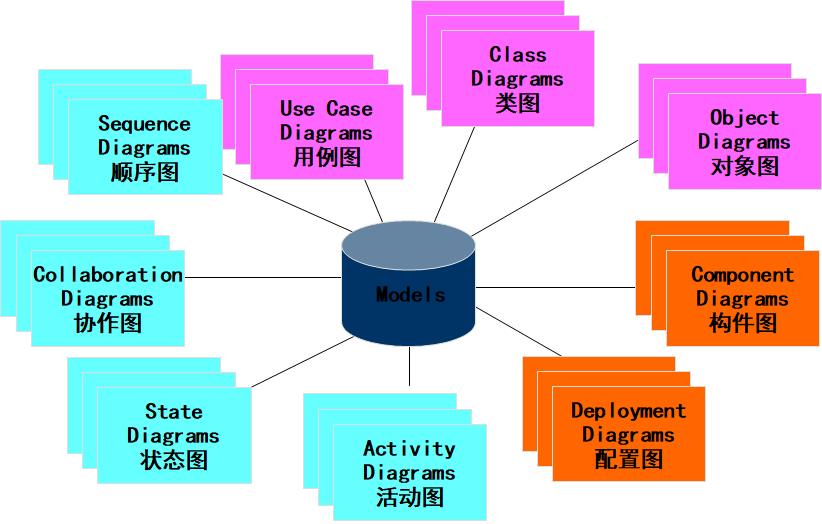 Class
Diagrams
类图
Use Case
Diagrams
用例图
Sequence
Diagrams
顺序图
Object
Diagrams
对象图
Collaboration
Diagrams
协作图
Models
Component
Diagrams
构件图
State
Diagrams
状态图
Activity
Diagrams
活动图
Deployment
Diagrams
配置图